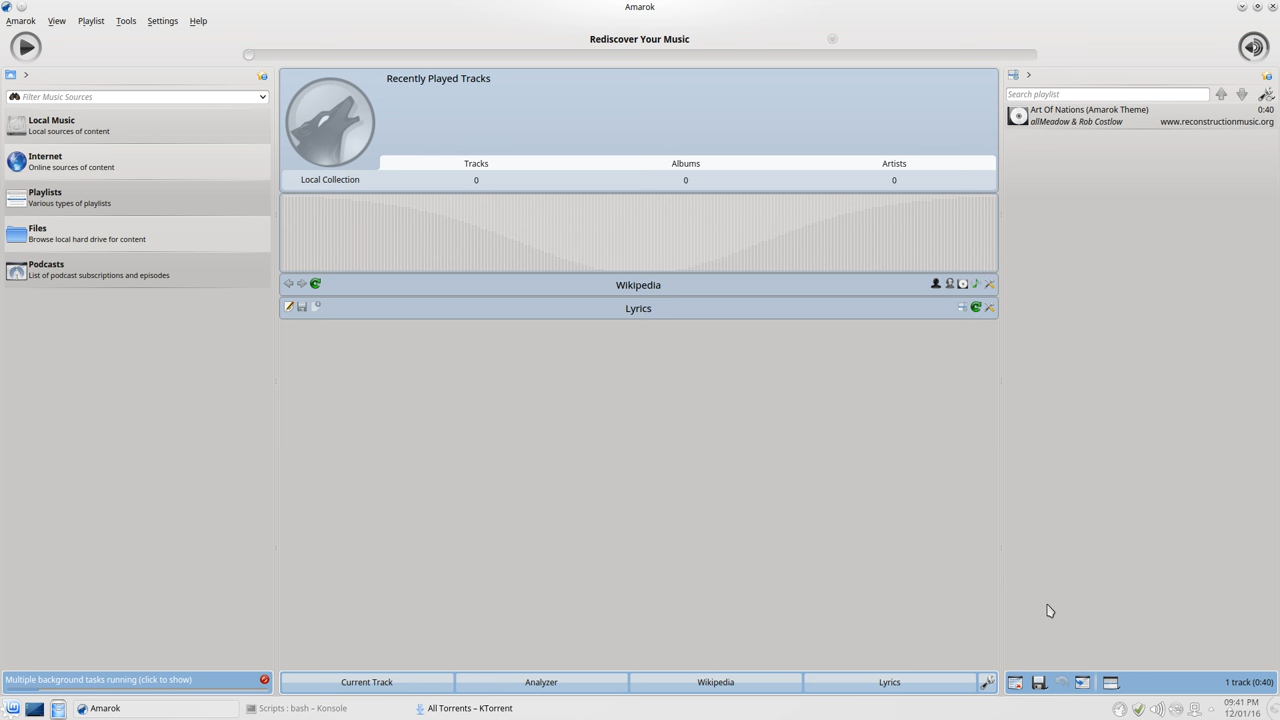 Amarok
Amarok View Playlist Tools Settings Help
Rediscover Your Music
Filter Music Sources
Local Music
Local sources of content
Internet
Online sources of content
Playlists
Various types of playlists
Files
Browse local hard drive for content
Podcasts
List of podcast subscriptions and episodes
Multiple background tasks running (click to show)
Recently Played Tracks
Tracks Albums Artists
Local Collection 0 0 0
Wikipedia
Lyrics
Current Track Analyzer Wikipedia Lyrics
Search playlist
Art Of Nations (Amarok Theme) 0:40
allMeadow & Rob Costlow www.reconstructionmusic.org
1 track (0:40)
Amarok Scripts : bash – Konsole All Torrents – KTorrent
09:41 PM
12/01/16